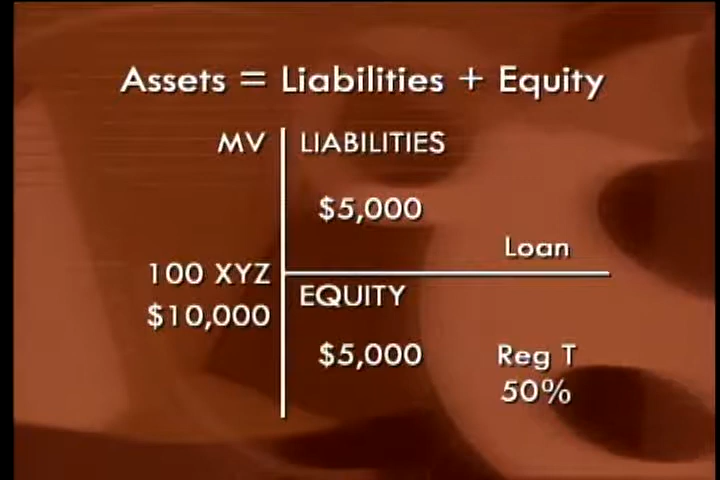 Assets = Liabilities + Equity
MV
LIABILITIES
$5,000
Loan
100 XYZ
$10,000
EQUITY
$5,000
Reg T
50%